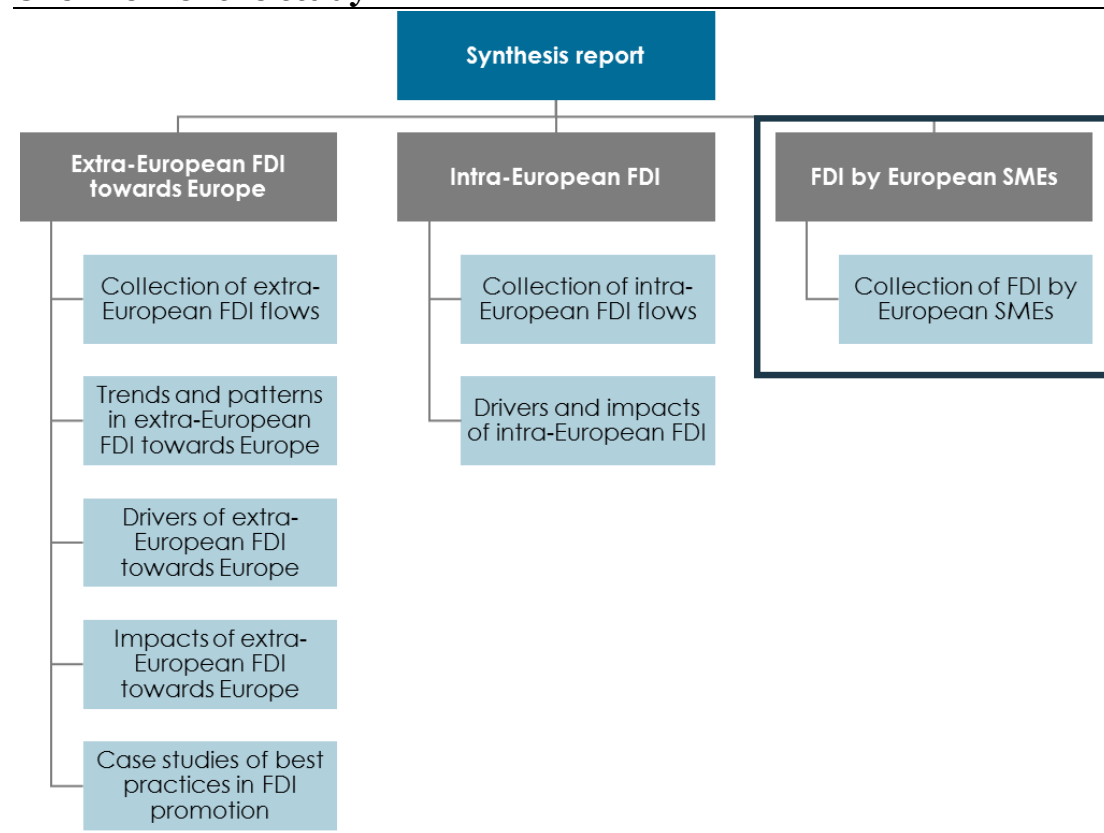 Synthesis report
Extra-European FDI
towards Europe
Collection of extra-
European FDI flows
Trends and patterns
in extra-European
FDI towards Europe
Drivers of extra-
European FDI
towards Europe
Impacts of extra-
European FDI
towards Europe
Case studies of best
practices in FDI
promotion
Intra-European FDI
Collection of intra-
European FDI flows
Drivers and impacts
of intra-European FDI
FDI by European SMEs
Collection of FDI by
European SMEs